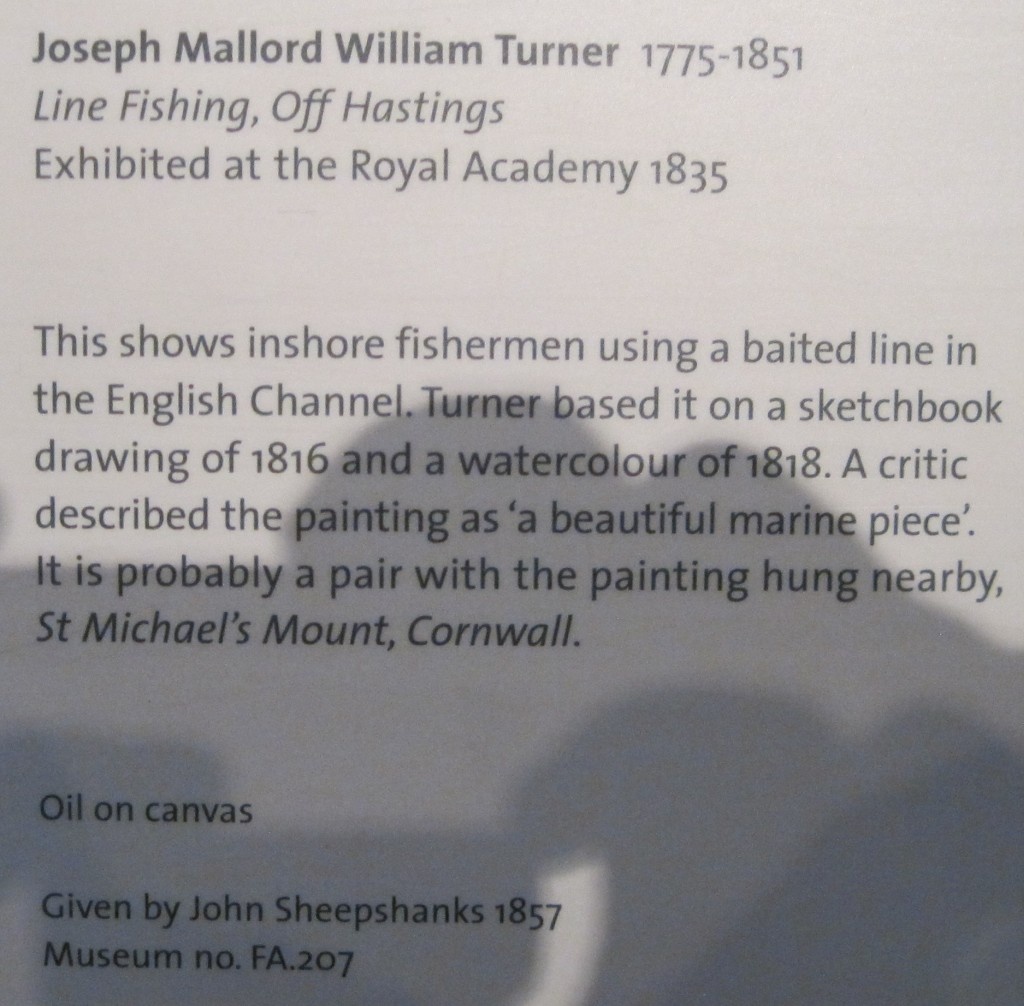 Joseph Mallord William Turner 1775-1851
Line Fishing, Off Hastings
Exhibited at the Royal Academy 1835
This shows inshore fishermen using a baited line in
the English Channel. Turner based it on a sketchbook
drawing of 1816 and a watercolour of 1818. A critic
described the painting as ‘a beautiful marine piece’.
It is probably a pair with the painting hung nearby,
St Michael’s Mount, Cornwall.
Oil on canvas
Given by John Sheepshanks 1857
Museum no. FA.207